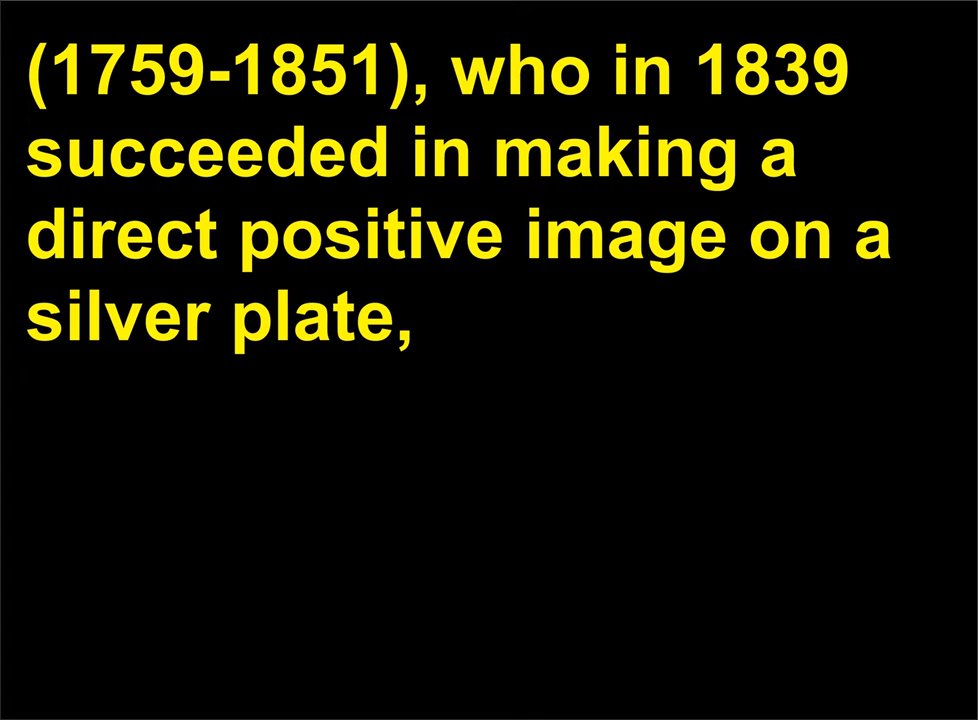 (1759-1851), who in 1839
succeeded in making a
direct positive image on a
silver plate,